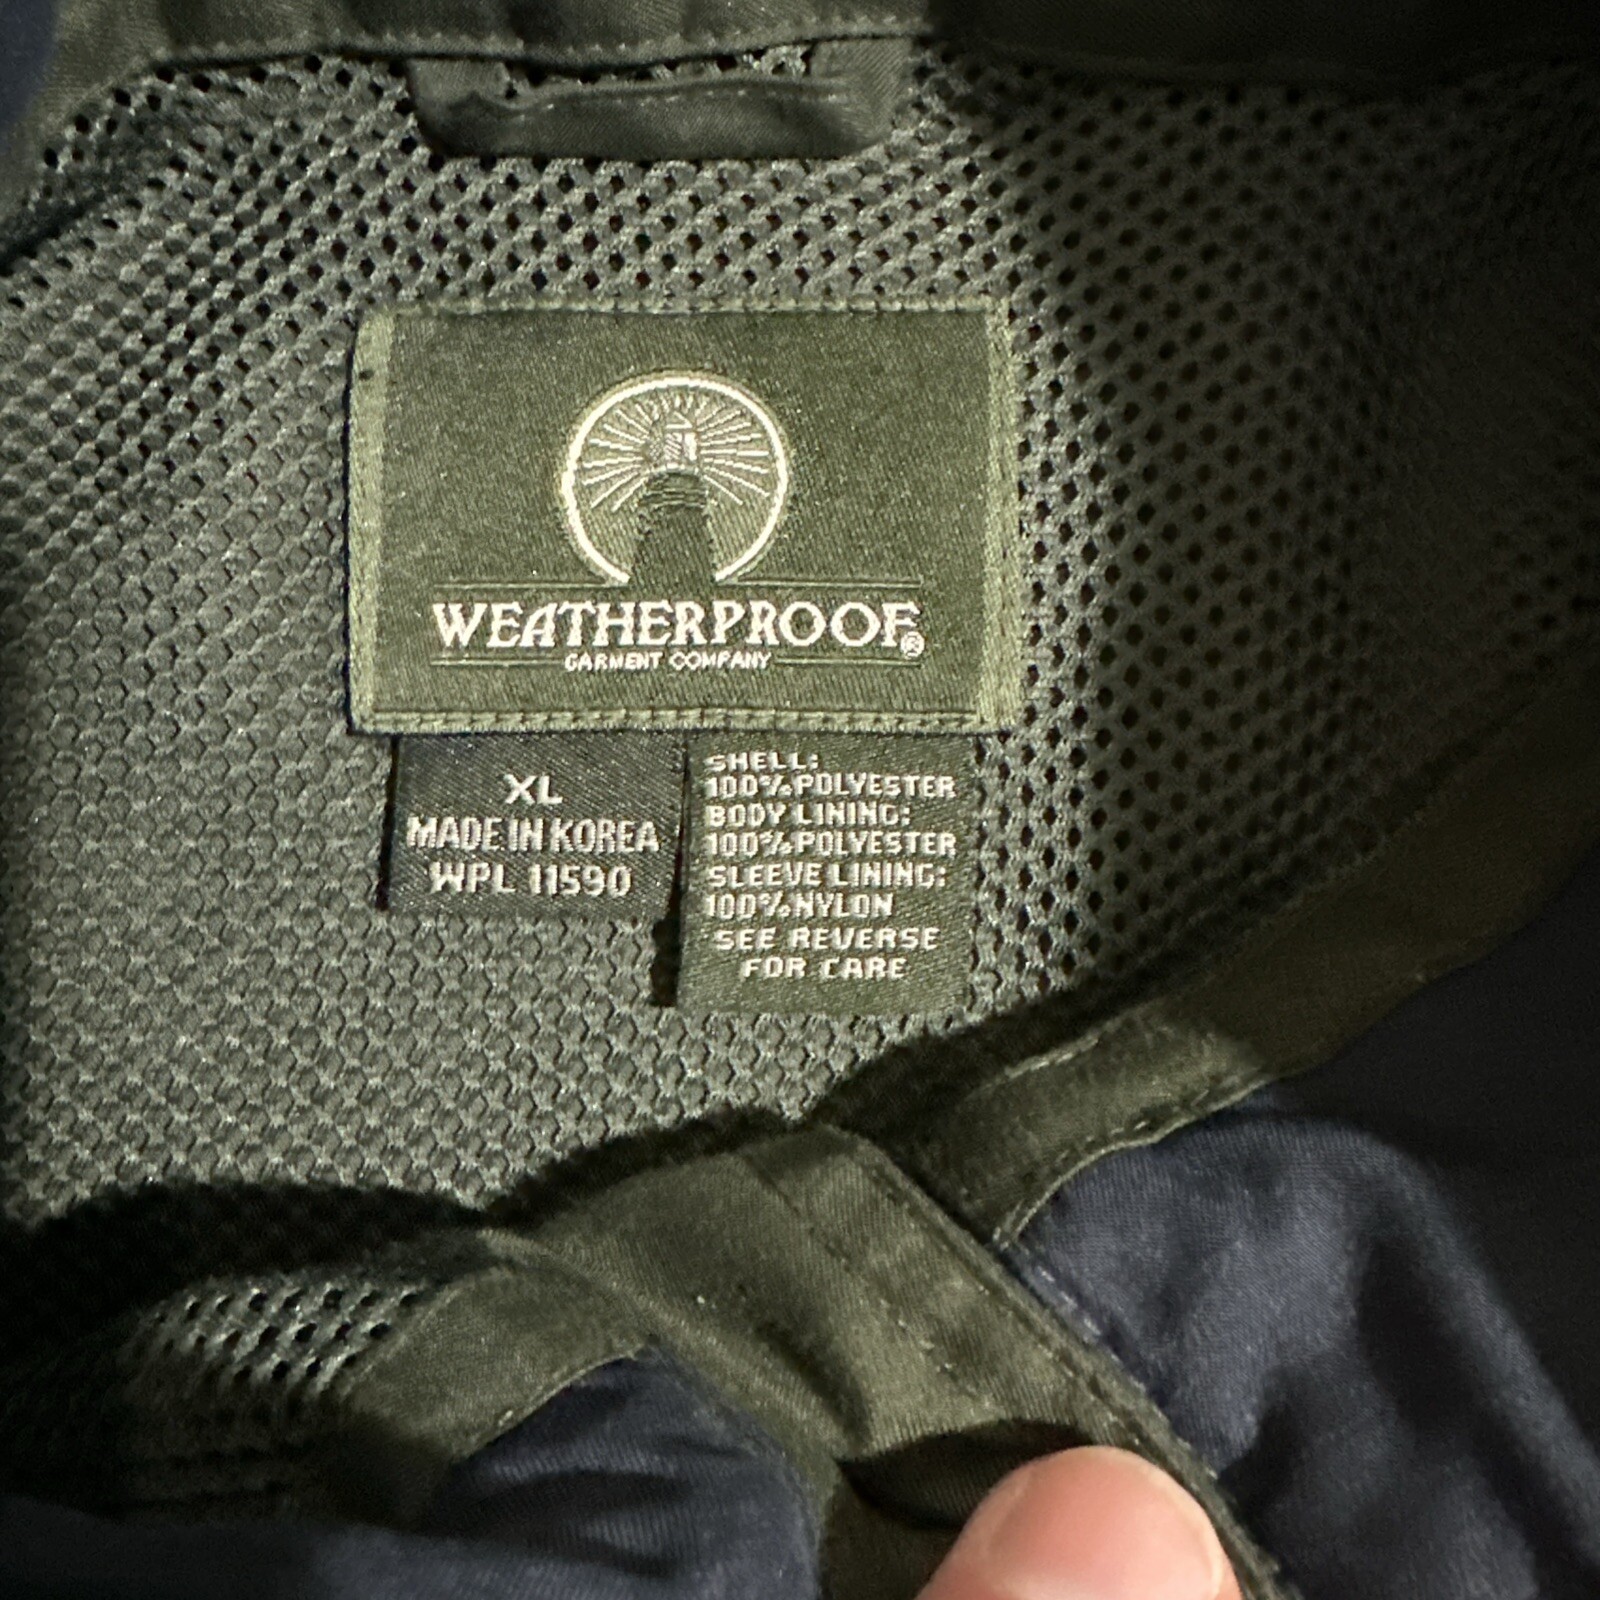 WEATHERPROOF®
GARMENT COMPANY
XL
MADE IN KOREA
WPL 11590
SHELL:
100% POLYESTER
BODY LINING:
100% POLYESTER
SLEEVE LINING:
100% NYLON
SEE REVERSE
FOR CARE